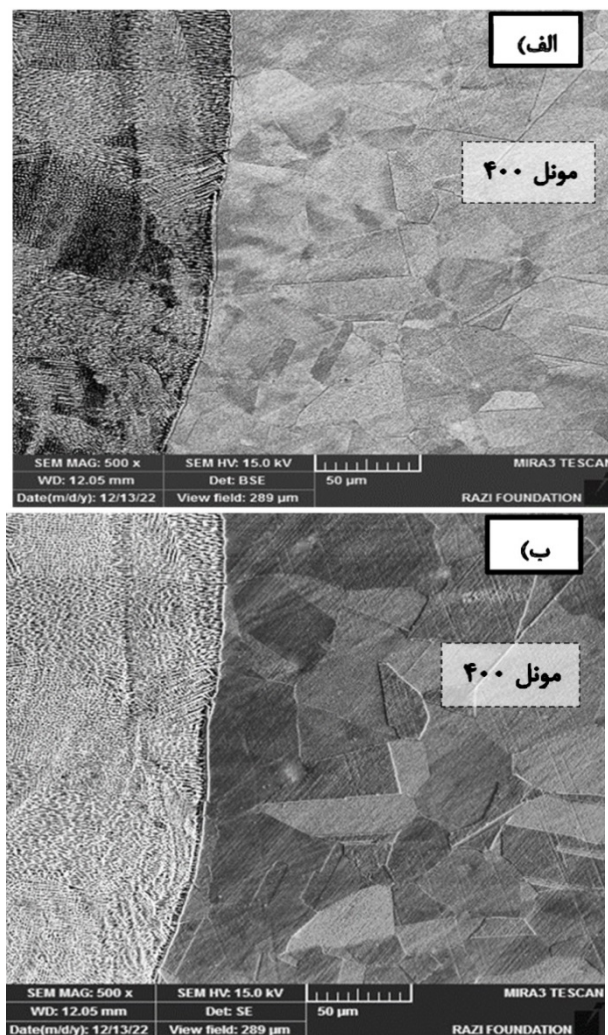 الف)
مونل ۴۰۰
SEM MAG: 500 x
SEM HV: 15.0 kV
MIRA3 TESCAN
WD: 12.05 mm
Det: BSE
50 µm
Date(m/d/y): 12/13/22
View field: 289 µm
RAZI FOUNDATION
ب)
مونل ۴۰۰
SEM MAG: 500 x
SEM HV: 15.0 kV
MIRA3 TESCAN
WD: 12.05 mm
Det: SE
50 µm
Date(m/d/y): 12/13/22
View field: 289 µm
RAZI FOUNDATION